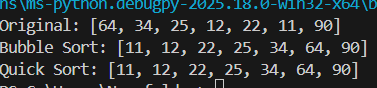 ns\ms-python.debugpy-2025.18.0-win32-x64\b
Original: [64, 34, 25, 12, 22, 11, 90]
Bubble Sort: [11, 12, 22, 25, 34, 64, 90]
Quick Sort: [11, 12, 22, 25, 34, 64, 90]